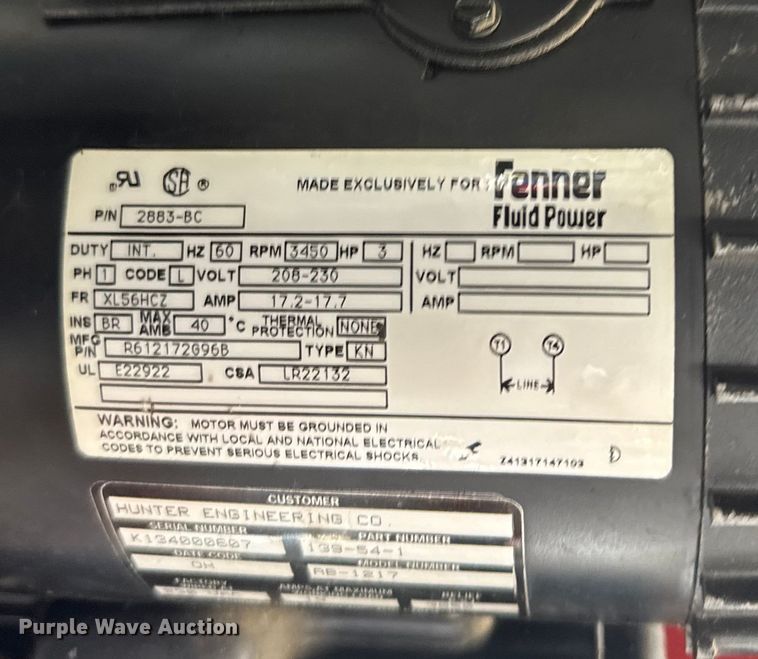 MADE EXCLUSIVELY FOR: Fenner
Fluid Power
P/N 2883-BC
DUTY INT. HZ 60 RPM 3450 HP 3 HZ RPM HP
PH 1 CODE L VOLT 208-230 VOLT
FR XL56HCZ AMP 17.2-17.7 AMP
INS BR MAX AMB 40 °C THERMAL PROTECTION NONE
MFG P/N R612172G96B TYPE KN
T1 T4
LINE
UL E22922 CSA LR22132
WARNING: MOTOR MUST BE GROUNDED IN
ACCORDANCE WITH LOCAL AND NATIONAL ELECTRICAL
CODES TO PREVENT SERIOUS ELECTRICAL SHOCKS.
Z41317147103 D
CUSTOMER
HUNTER ENGINEERING CO.
SERIAL NUMBER PART NUMBER
K134000607 139-54-1
DATE CODE MODEL NUMBER
AB-1217
RELIEF
Purple Wave Auction